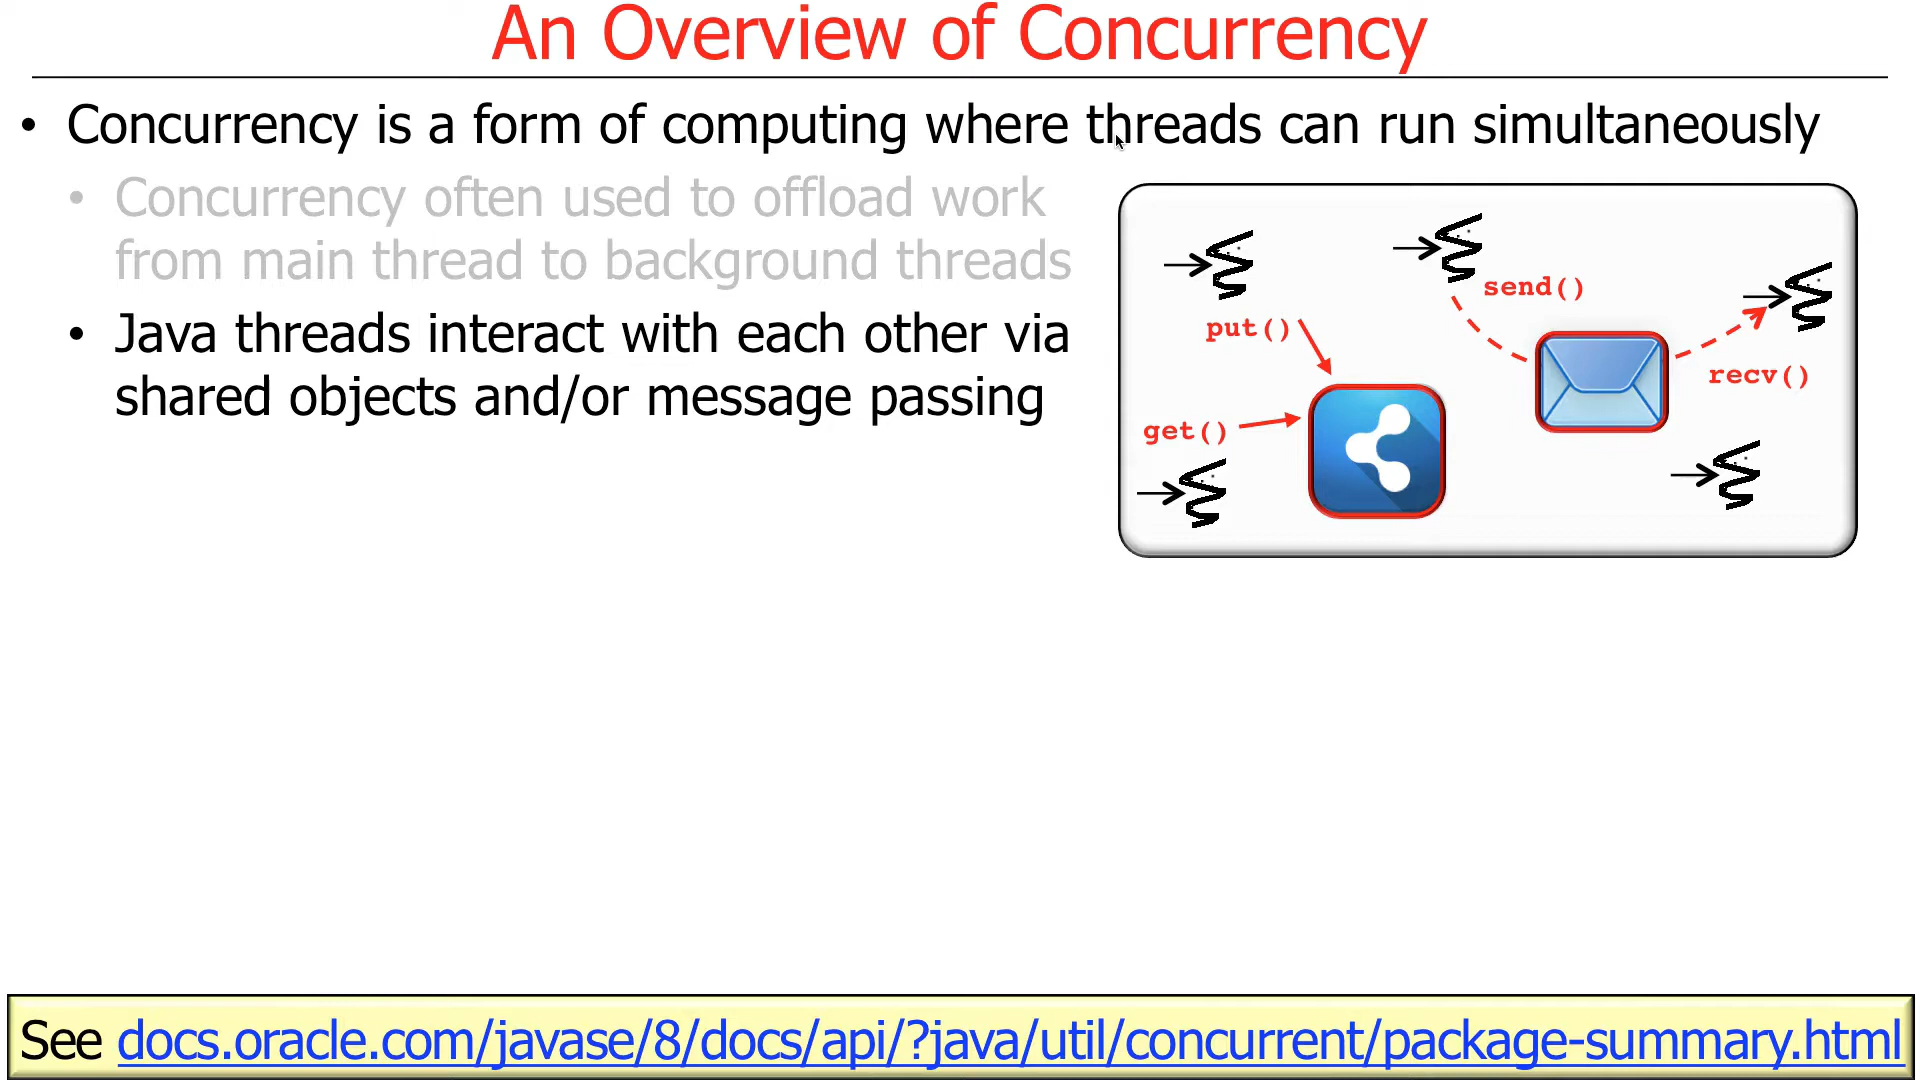 An Overview of Concurrency
• Concurrency is a form of computing where threads can run simultaneously
• Concurrency often used to offload work
from main thread to background threads
• Java threads interact with each other via
shared objects and/or message passing
send()
put()
recv()
get()
See docs.oracle.com/javase/8/docs/api/?java/util/concurrent/package-summary.html